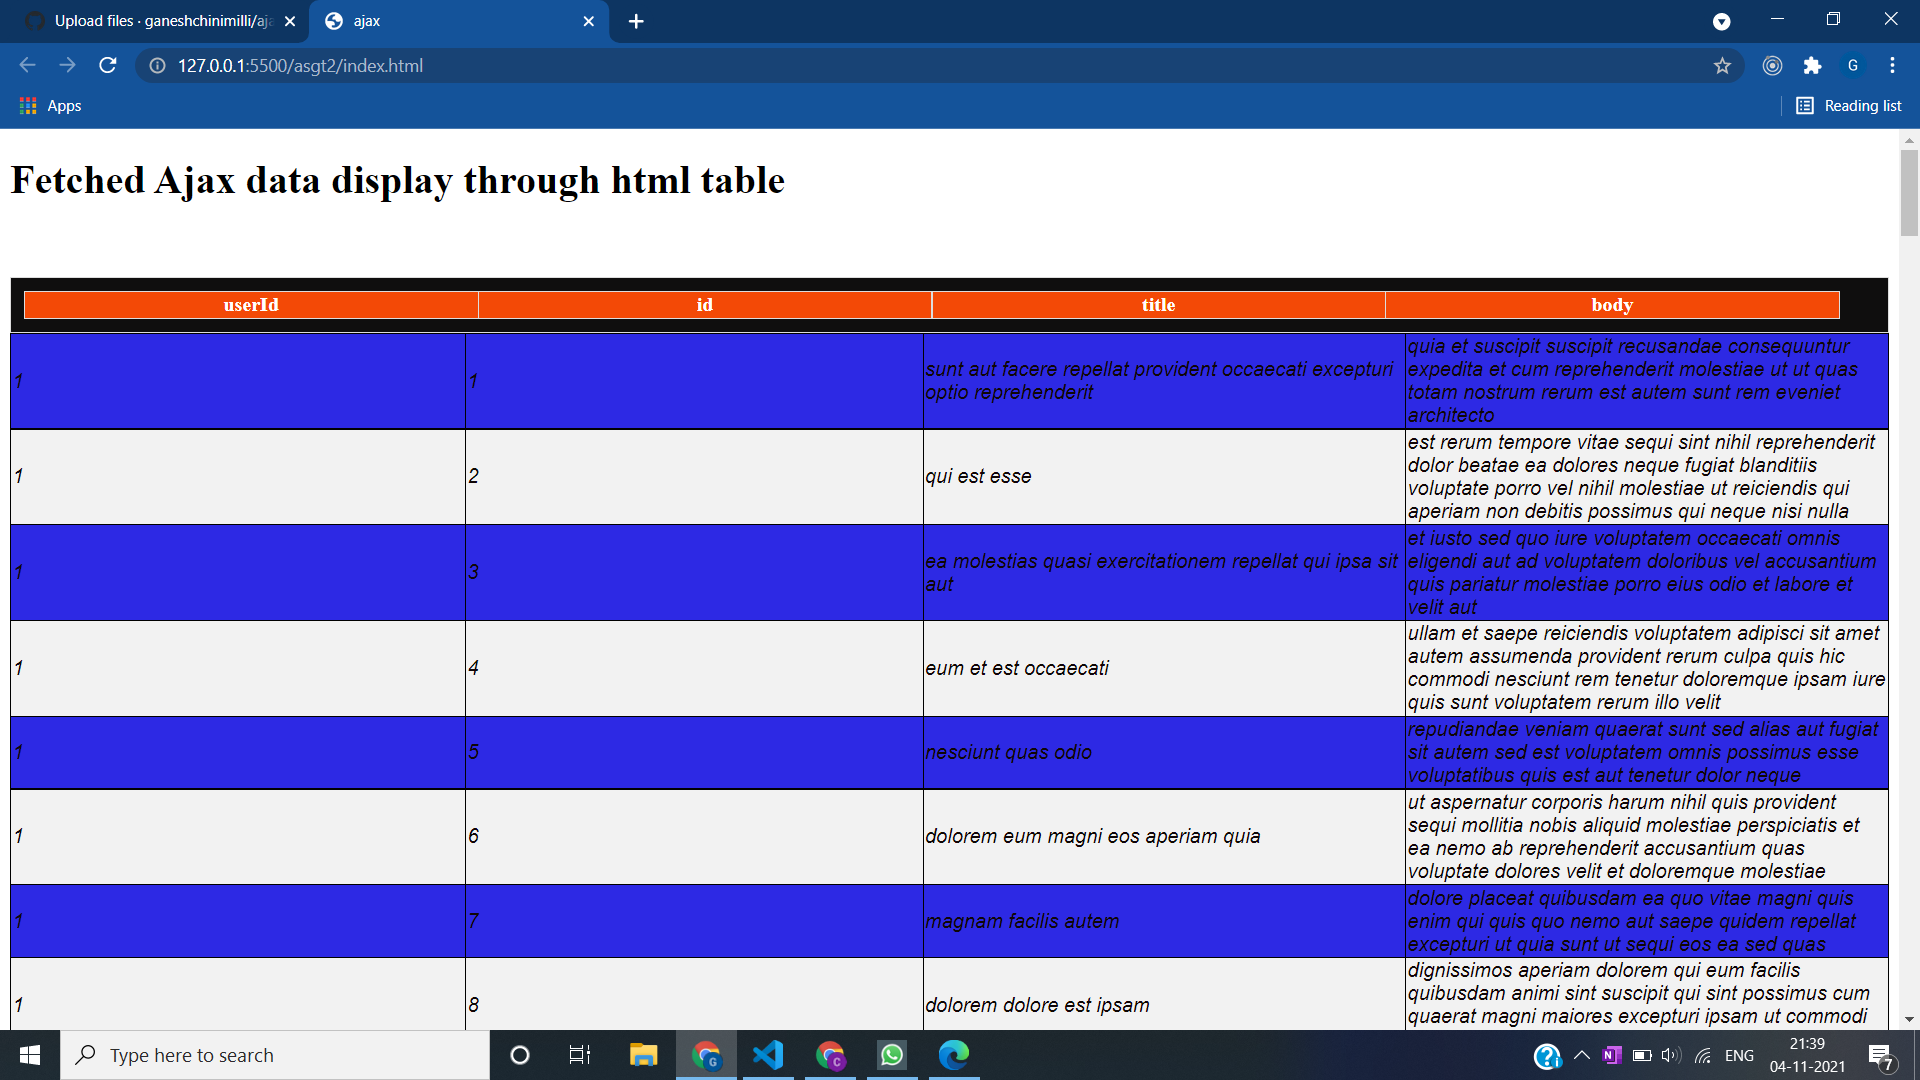 Upload files · ganeshchinimilli/aja
ajax
127.0.0.1:5500/asgt2/index.html
G
Apps
Reading list
Fetched Ajax data display through html table
userId id title body
1 1 sunt aut facere repellat provident occaecati excepturi
optio reprehenderit
quia et suscipit suscipit recusandae consequuntur
expedita et cum reprehenderit molestiae ut ut quas
totam nostrum rerum est autem sunt rem eveniet
architecto
1 2 qui est esse
est rerum tempore vitae sequi sint nihil reprehenderit
dolor beatae ea dolores neque fugiat blanditiis
voluptate porro vel nihil molestiae ut reiciendis qui
aperiam non debitis possimus qui neque nisi nulla
1 3 ea molestias quasi exercitationem repellat qui ipsa sit
aut
et iusto sed quo iure voluptatem occaecati omnis
eligendi aut ad voluptatem doloribus vel accusantium
quis pariatur molestiae porro eius odio et labore et
velit aut
1 4 eum et est occaecati
ullam et saepe reiciendis voluptatem adipisci sit amet
autem assumenda provident rerum culpa quis hic
commodi nesciunt rem tenetur doloremque ipsam iure
quis sunt voluptatem rerum illo velit
1 5 nesciunt quas odio
repudiandae veniam quaerat sunt sed alias aut fugiat
sit autem sed est voluptatem omnis possimus esse
voluptatibus quis est aut tenetur dolor neque
1 6 dolorem eum magni eos aperiam quia
ut aspernatur corporis harum nihil quis provident
sequi mollitia nobis aliquid molestiae perspiciatis et
ea nemo ab reprehenderit accusantium quas
voluptate dolores velit et doloremque molestiae
1 7 magnam facilis autem
dolore placeat quibusdam ea quo vitae magni quis
enim qui quis quo nemo aut saepe quidem repellat
excepturi ut quia sunt ut sequi eos ea sed quas
1 8 dolorem dolore est ipsam
dignissimos aperiam dolorem qui eum facilis
quibusdam animi sint suscipit qui sint possimus cum
quaerat magni maiores excepturi ipsam ut commodi
Type here to search
G
C
N
ENG
21:39
04-11-2021
7